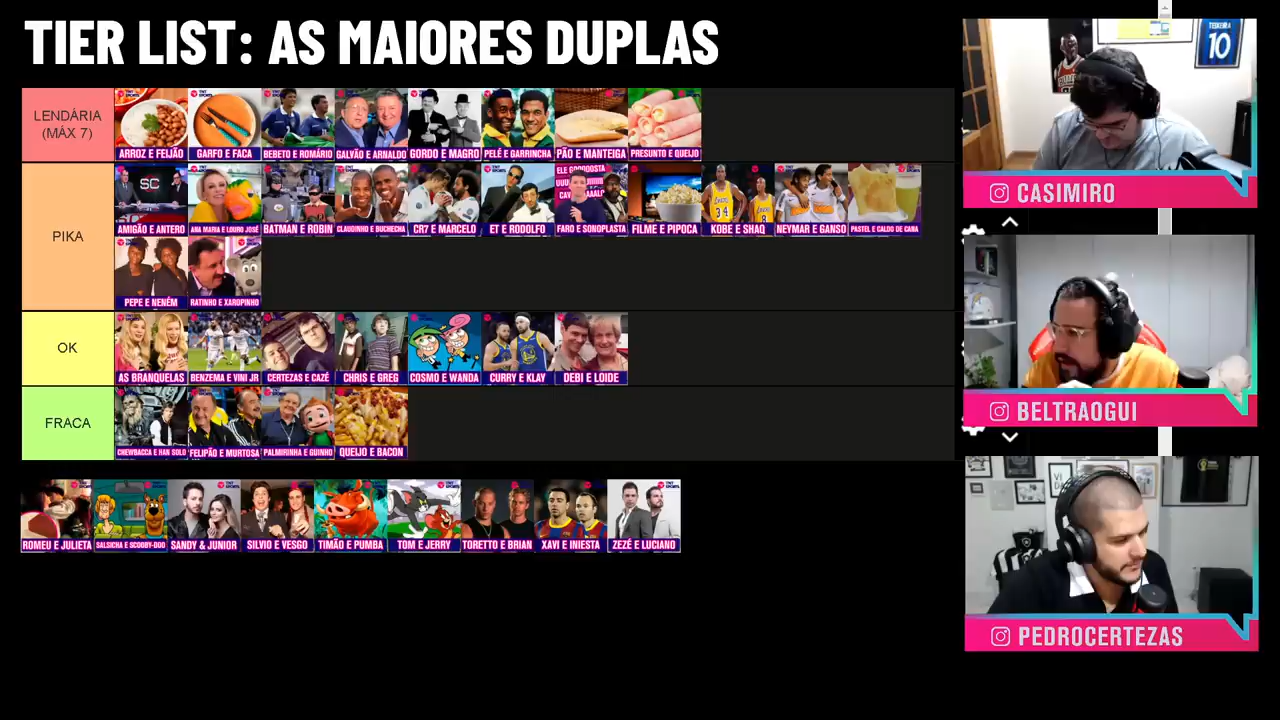 TIER LIST: AS MAIORES DUPLAS
LENDÁRIA
(MÁX 7)
ARROZ E FEIJÃO
GARFO E FACA
BEBETO E ROMÁRIO
GALVÃO E ARNALDO
GORDO E MAGRO
PELÉ E GARRINCHA
PÃO E MANTEIGA
PRESUNTO E QUEIJO
PIKA
SC
AMIGÃO E ANTERO
ANA MARIA E LOURO JOSÉ
BATMAN E ROBIN
CLAUDINHO E BUCHECHA
CR7 E MARCELO
ET E RODOLFO
FARO E SONOPLASTA
FILME E PIPOCA
KOBE E SHAQ
NEYMAR E GANSO
PASTEL E CALDO DE CANA
PEPE E NENÉM
RATINHO E XAROPINHO
OK
AS BRANQUELAS
BENZEMA E VINI JR
CERTEZAS E CAZÉ
CHRIS E GREG
COSMO E WANDA
CURRY E KLAY
DEBI E LOIDE
FRACA
CHEWBACCA E HAN SOLO
FELIPÃO E MURTOSA
PALMIRINHA E GUINHO
QUEIJO E BACON
ROMEU E JULIETA
SALSICHA E SCOOBY-DOO
SANDY & JUNIOR
SILVIO E VESGO
TIMÃO E PUMBA
TOM E JERRY
TORETTO E BRIAN
XAVI E INIESTA
ZEZÉ E LUCIANO
TEIXEIRA
10
CASIMIRO
BELTRAOGUI
PEDROCERTEZAS